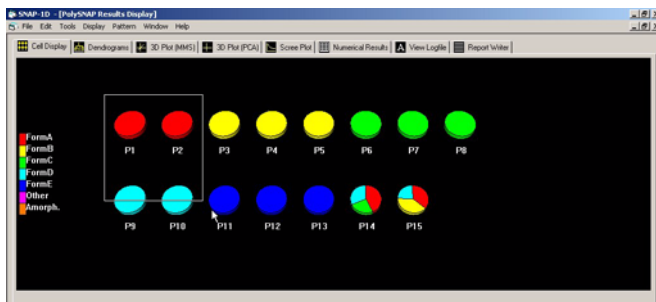 SNAP-1D - [PolySNAP Results Display]
File Edit Tools Display Pattern Window Help
Cell Display Dendrograms 3D Plot (MMS) 3D Plot (PCA) Scree Plot Numerical Results View Logfile Report Writer
FormA
FormB
FormC
FormD
FormE
Other
Amorph.
P1 P2 P3 P4 P5 P6 P7 P8
P9 P10 P11 P12 P13 P14 P15